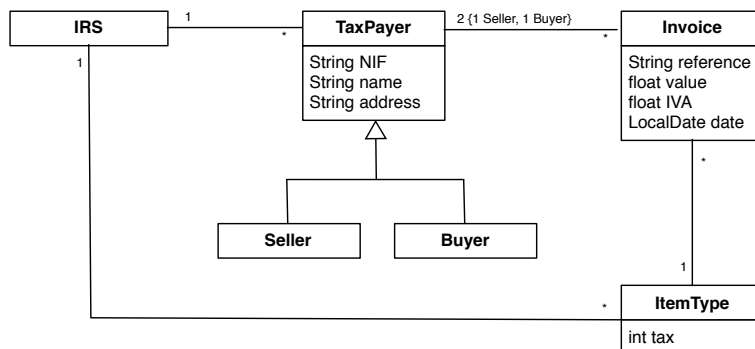 IRS
1
*
TaxPayer
String NIF
String name
String address
2 {1 Seller, 1 Buyer}
*
Invoice
String reference
float value
float IVA
LocalDate date
1
*
Seller
Buyer
1
*
ItemType
int tax